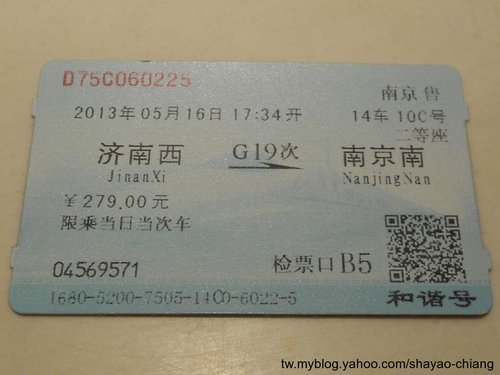 D75C060225
南京售
2013年05月16日17:34开
14车 10C号
二等座
济南西 G19次 南京南
JinanXi NanjingNan
¥279.00元
限乘当日当次车
04569571
检票口B5
1680-5200-7505-14C0-6022-5
和谐号
tw.myblog.yahoo.com/shayao-chiang